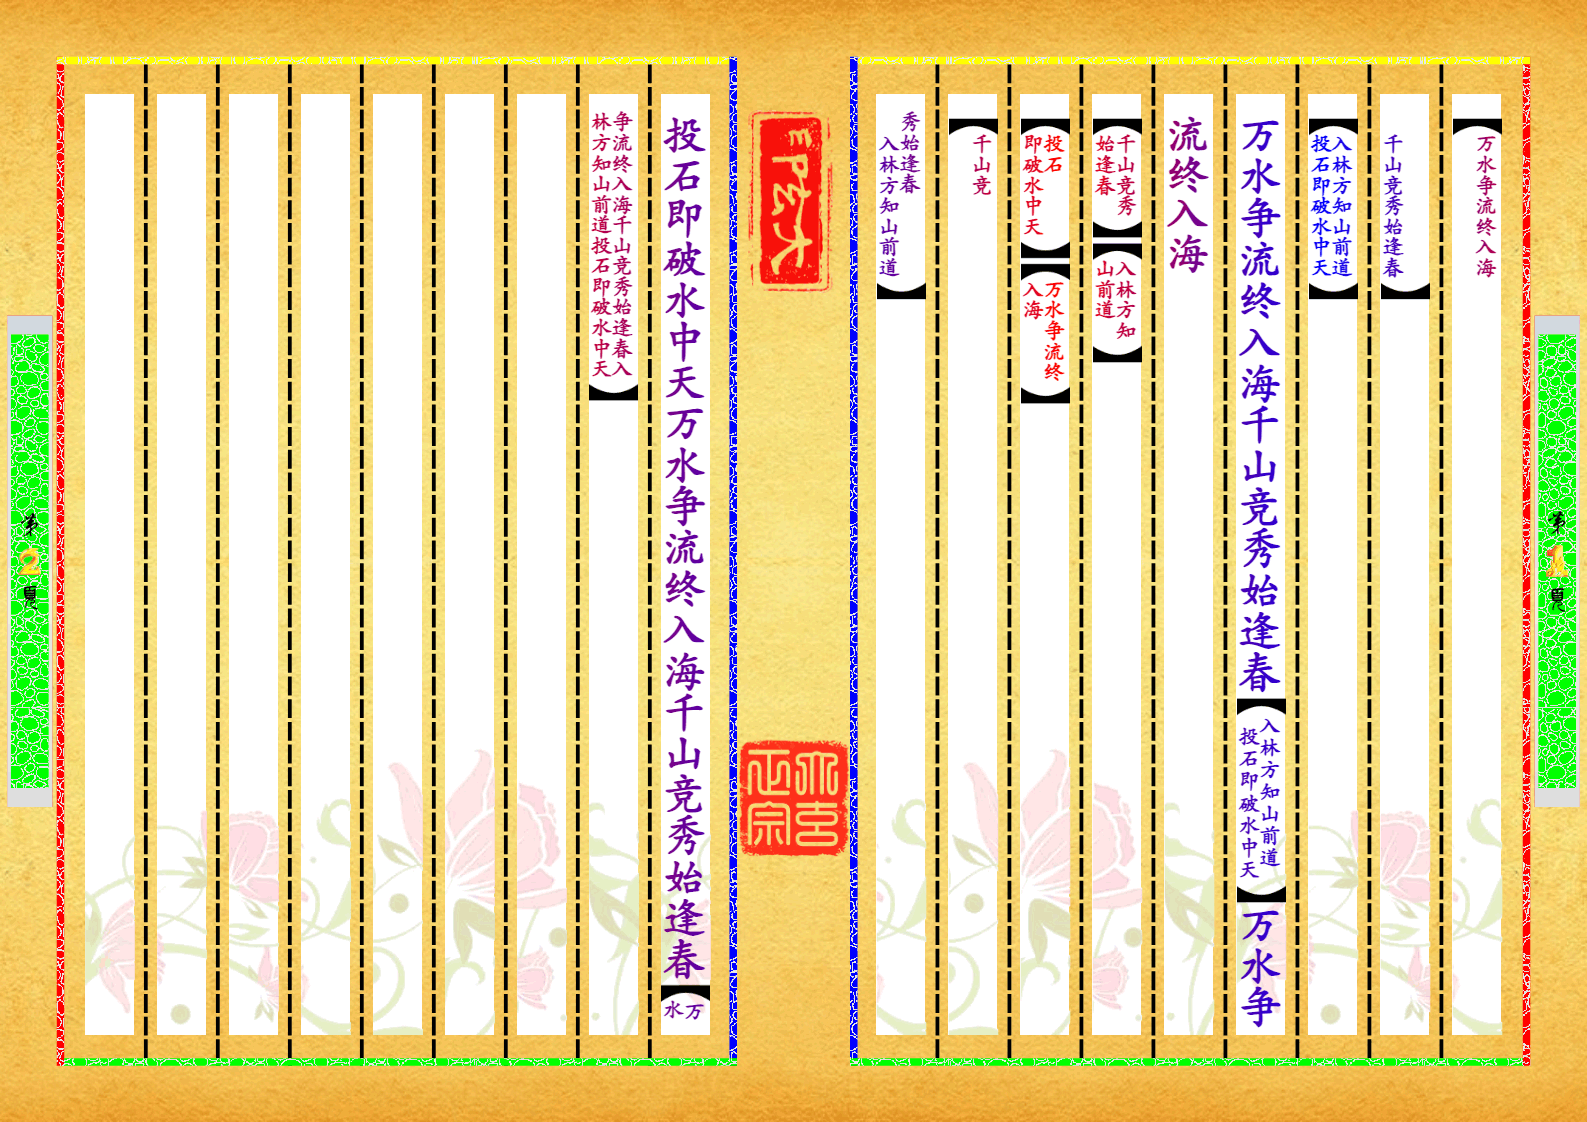 万水争流终入海
千山竞秀始逢春
入林方知山前道
投石即破水中天
万水争流终入海千山竞秀始逢春
入林方知山前道
投石即破水中天
万水争
流终入海
千山竞秀
始逢春
入林方知
山前道
投石
即破水中天
万水争流终
入海
千山竞
秀始逢春
入林方知山前道
第1頁
投石即破水中天万水争流终入海千山竞秀始逢春
万
水
争流终入海千山竞秀始逢春入
林方知山前道投石即破水中天
第2頁